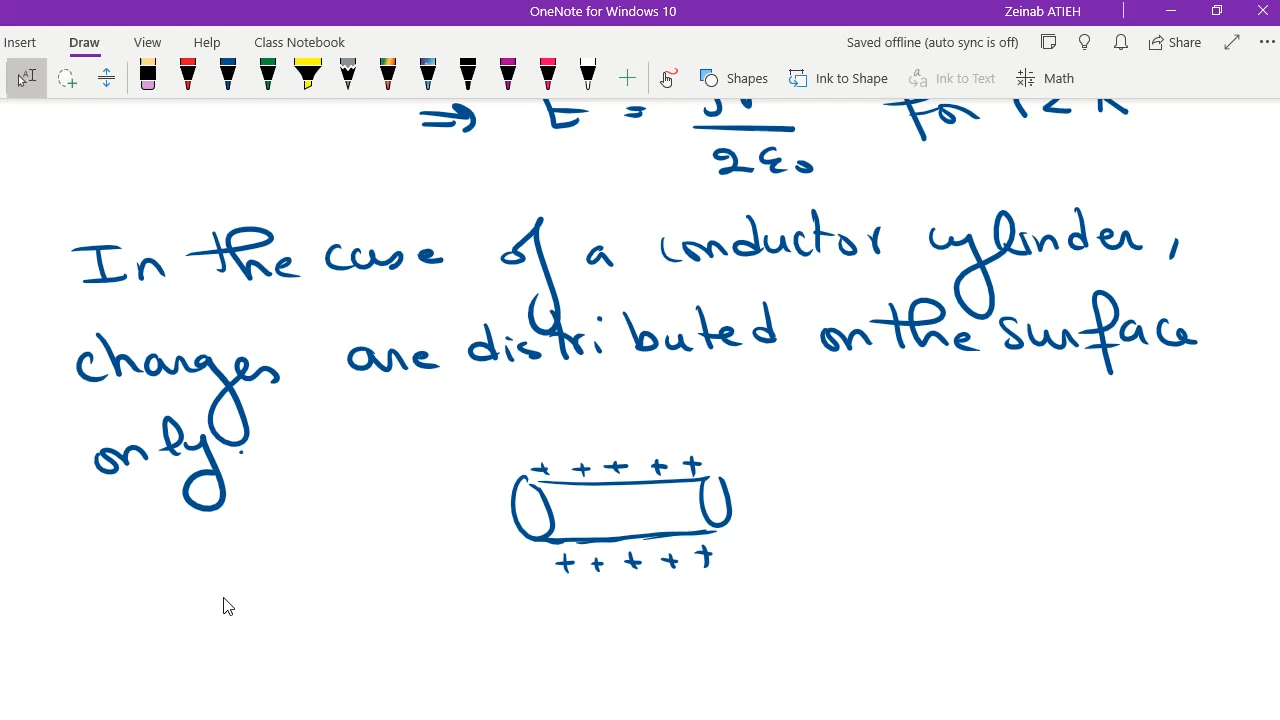 OneNote for Windows 10
Zeinab ATIEH
Insert Draw View Help Class Notebook
Saved offline (auto sync is off) Share
Shapes Ink to Shape Ink to Text Math
⇒ E = / 2ε₀ for r < R
In the case of a conductor cylinder,
charges are distributed on the surface
only.
+ + + + +
+ + + + +